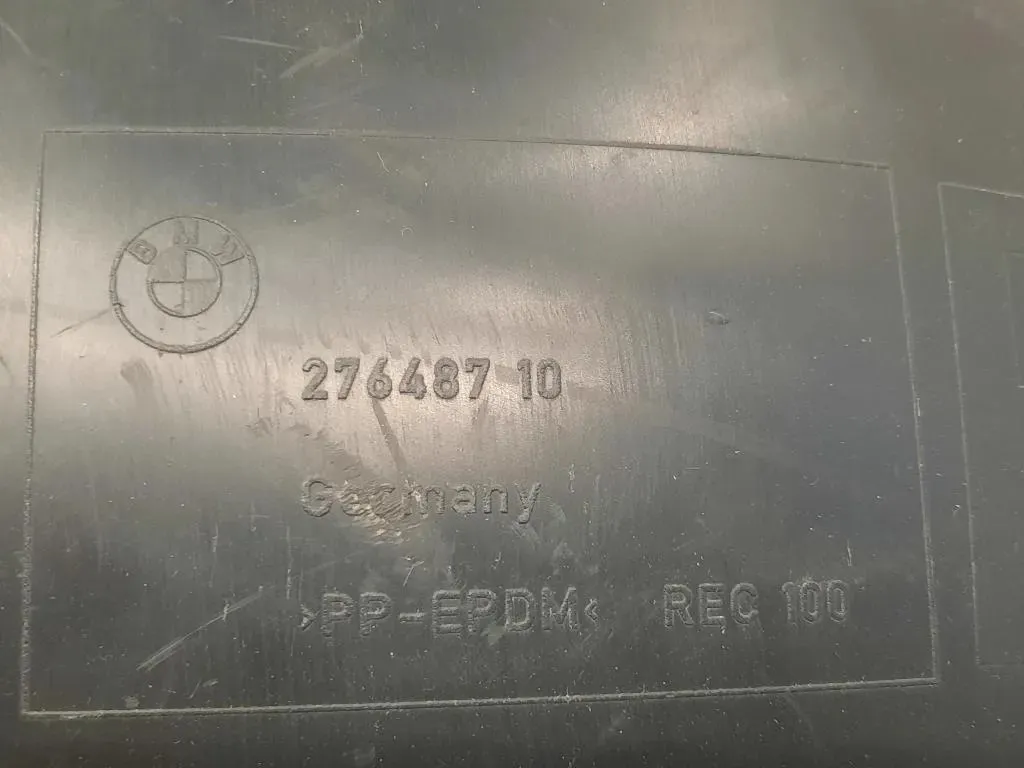 BMW
276487 10
Germany
>PP-EPDM< REC 100